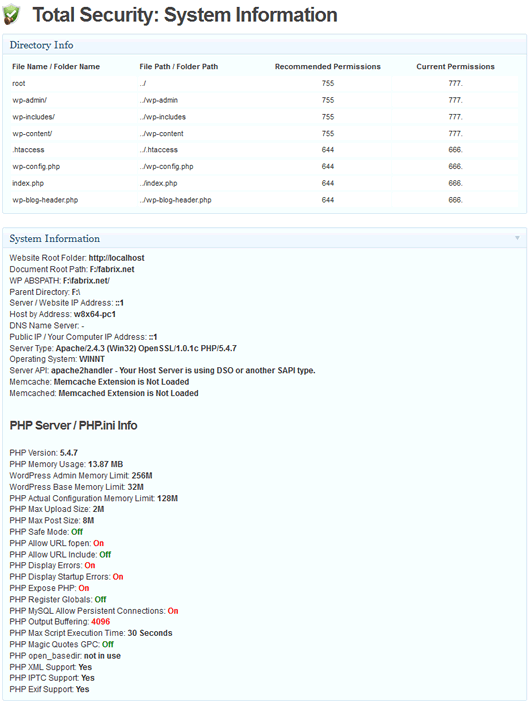 Total Security: System Information
Directory Info
File Name / Folder Name File Path / Folder Path Recommended Permissions Current Permissions
root ../ 755 777.
wp-admin/ ../wp-admin 755 777.
wp-includes/ ../wp-includes 755 777.
wp-content/ ../wp-content 755 777.
.htaccess ../.htaccess 644 666.
wp-config.php ../wp-config.php 644 666.
index.php ../index.php 644 666.
wp-blog-header.php ../wp-blog-header.php 644 666.
System Information
Website Root Folder: http://localhost
Document Root Path: F:/fabrix.net
WP ABSPATH: F:\fabrix.net/
Parent Directory: F:\
Server / Website IP Address: ::1
Host by Address: w8x64-pc1
DNS Name Server: -
Public IP / Your Computer IP Address: ::1
Server Type: Apache/2.4.3 (Win32) OpenSSL/1.0.1c PHP/5.4.7
Operating System: WINNT
Server API: apache2handler - Your Host Server is using DSO or another SAPI type.
Memcache: Memcache Extension is Not Loaded
Memcached: Memcached Extension is Not Loaded
PHP Server / PHP.ini Info
PHP Version: 5.4.7
PHP Memory Usage: 13.87 MB
WordPress Admin Memory Limit: 256M
WordPress Base Memory Limit: 32M
PHP Actual Configuration Memory Limit: 128M
PHP Max Upload Size: 2M
PHP Max Post Size: 8M
PHP Safe Mode: Off
PHP Allow URL fopen: On
PHP Allow URL Include: Off
PHP Display Errors: On
PHP Display Startup Errors: On
PHP Expose PHP: On
PHP Register Globals: Off
PHP MySQL Allow Persistent Connections: On
PHP Output Buffering: 4096
PHP Max Script Execution Time: 30 Seconds
PHP Magic Quotes GPC: Off
PHP open_basedir: not in use
PHP XML Support: Yes
PHP IPTC Support: Yes
PHP Exif Support: Yes